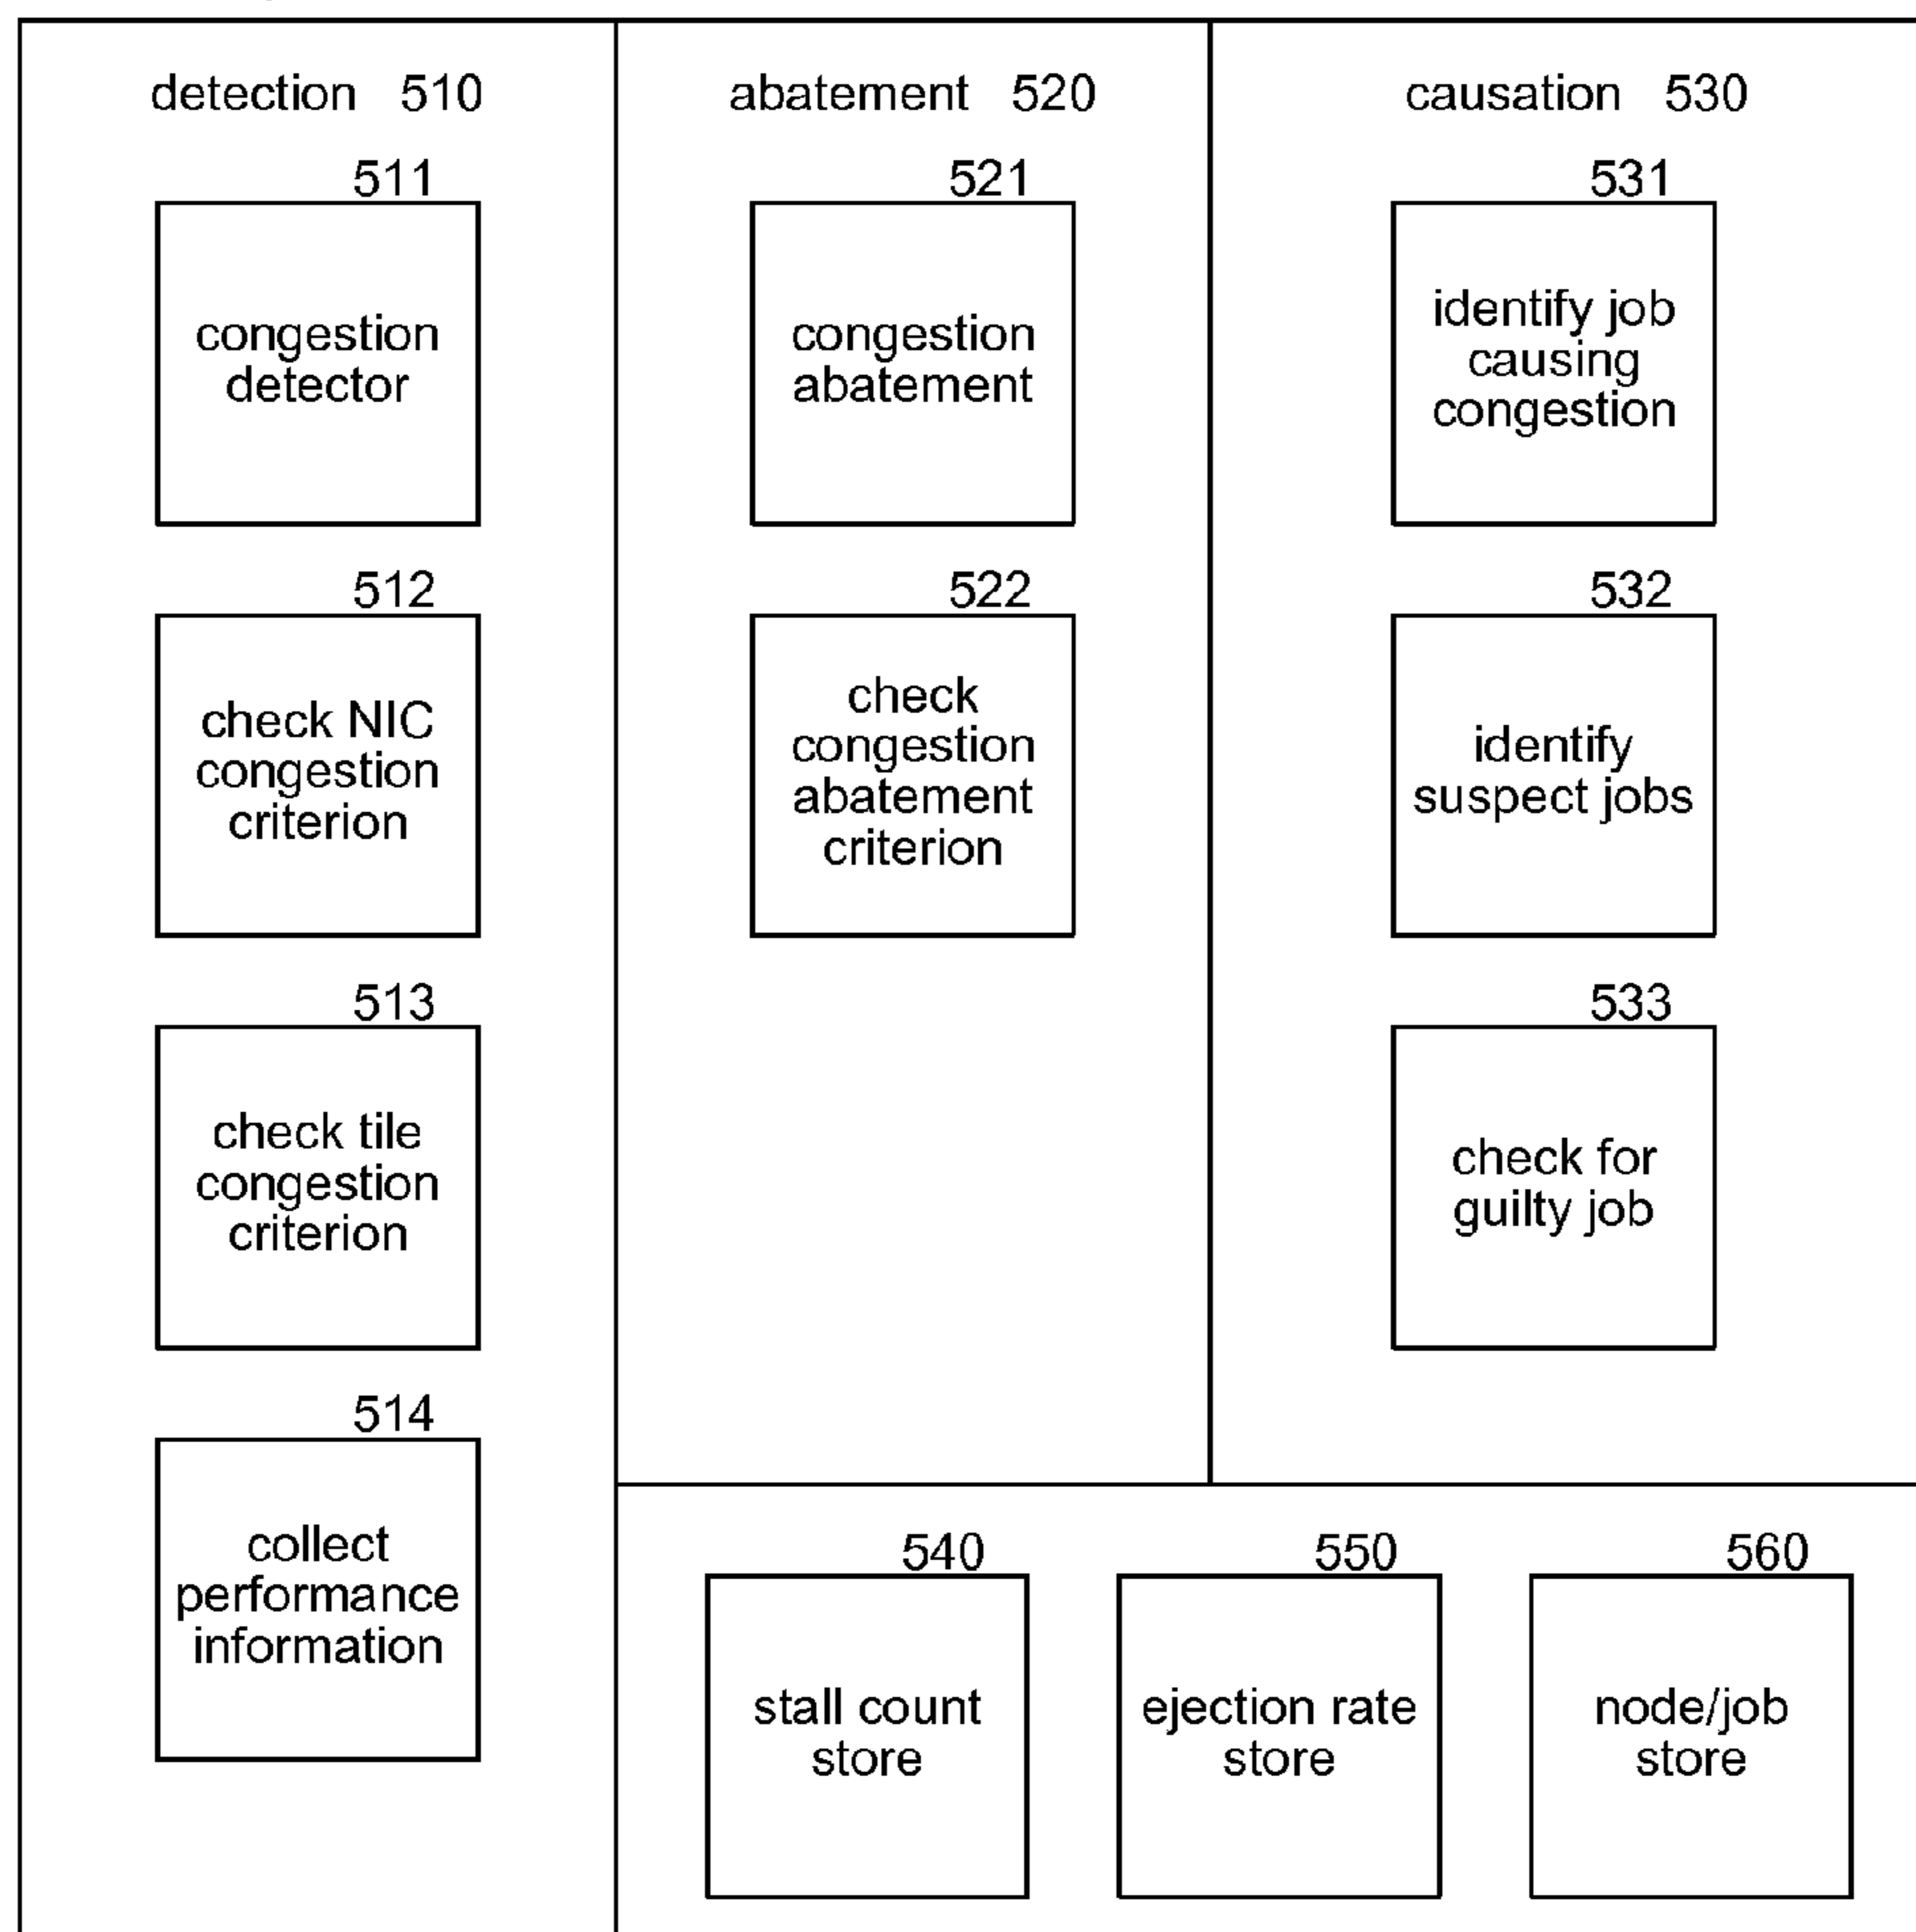 detection 510
511
congestion
detector
512
check NIC
congestion
criterion
513
check tile
congestion
criterion
514
collect
performance
information
abatement 520
521
congestion
abatement
522
check
congestion
abatement
criterion
causation 530
531
identify job
causing
congestion
532
identify
suspect jobs
533
check for
guilty job
540
stall count
store
550
ejection rate
store
560
node/job
store